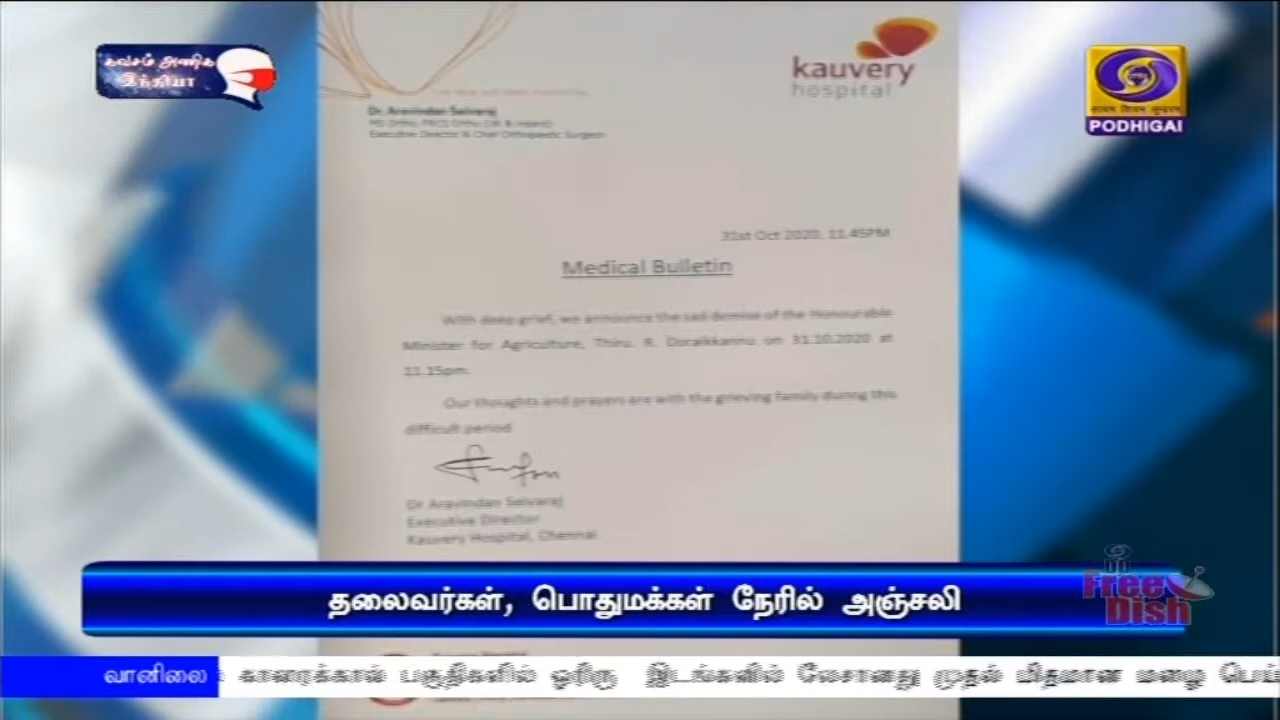 கவசம் அணிக
இந்தியா
kauvery
hospital
PODHIGAI
Dr. Aravindan Selvaraj
Executive Director & Chief Orthopaedic Surgeon
31st Oct 2020, 11.45PM
Medical Bulletin
With deep grief, we announce the sad demise of the Honourable
Minister for Agriculture, Thiru. R. Doraikkannu on 31.10.2020 at
11.15pm.
Our thoughts and prayers are with the grieving family during this
difficult period.
Dr Aravindan Selvaraj
Executive Director
Kauvery Hospital, Chennai
தலைவர்கள், பொதுமக்கள் நேரில் அஞ்சலி
DD
Free
Dish
வானிலை காரைக்கால் பகுதிகளில் ஓரிரு இடங்களில் லேசானது முதல் மிதமான மழை பெய்